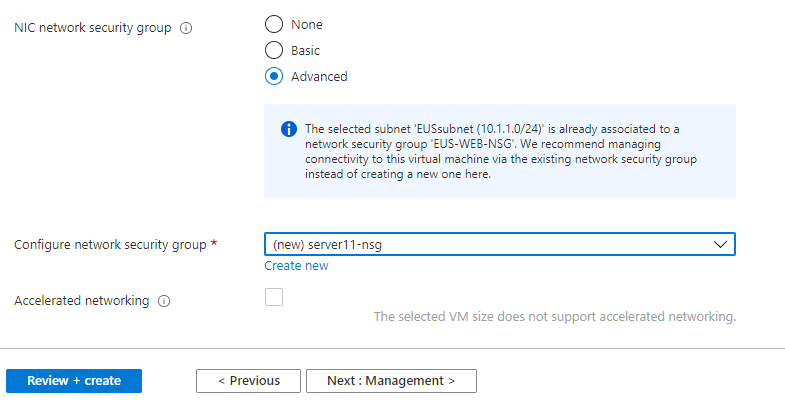 NIC network security group
None
Basic
Advanced
The selected subnet 'EUSsubnet (10.1.1.0/24)' is already associated to a
network security group 'EUS-WEB-NSG'. We recommend managing
connectivity to this virtual machine via the existing network security group
instead of creating a new one here.
Configure network security group *
(new) server11-nsg
Create new
Accelerated networking
The selected VM size does not support accelerated networking.
Review + create
< Previous
Next : Management >